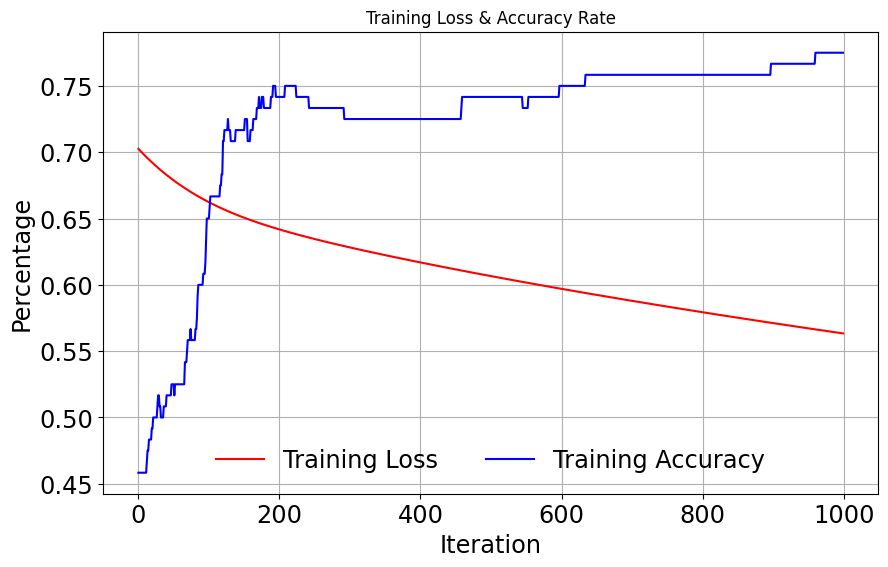 Training Loss & Accuracy Rate
Percentage
0.75
0.70
0.65
0.60
0.55
0.50
0.45
Training Loss Training Accuracy
0 200 400 600 800 1000
Iteration